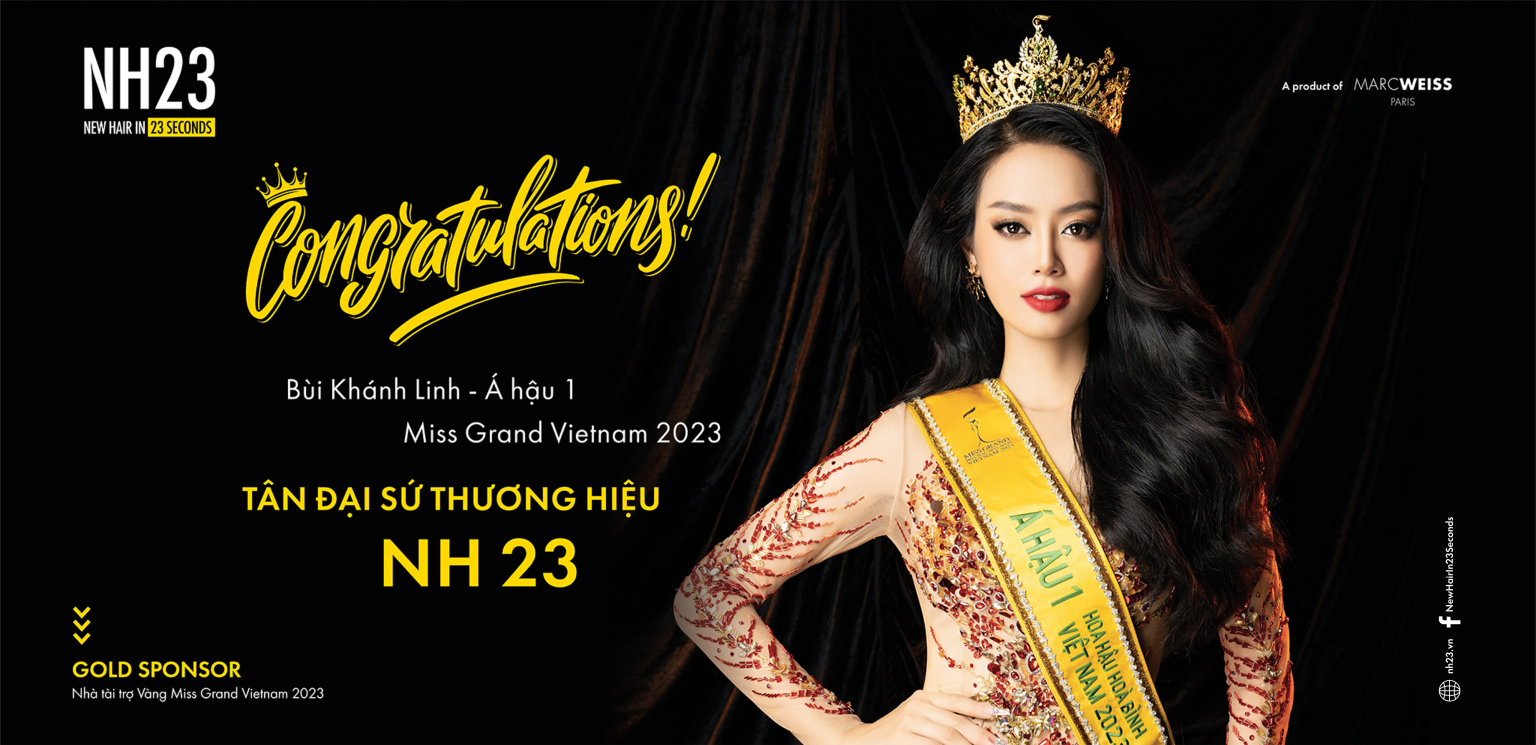 NH23
NEW HAIR IN 23 SECONDS
A product of MARCWEISS
PARIS
Congratulations!
Bùi Khánh Linh - Á hậu 1
Miss Grand Vietnam 2023
TÂN ĐẠI SỨ THƯƠNG HIỆU
NH 23
GOLD SPONSOR
Nhà tài trợ Vàng Miss Grand Vietnam 2023
MISS GRAND
VIETNAM 2023
Á HẬU 1
HOA HẬU HOÀ BÌNH
VIỆT NAM 2023
nh23.vn
NewHairIn23Seconds